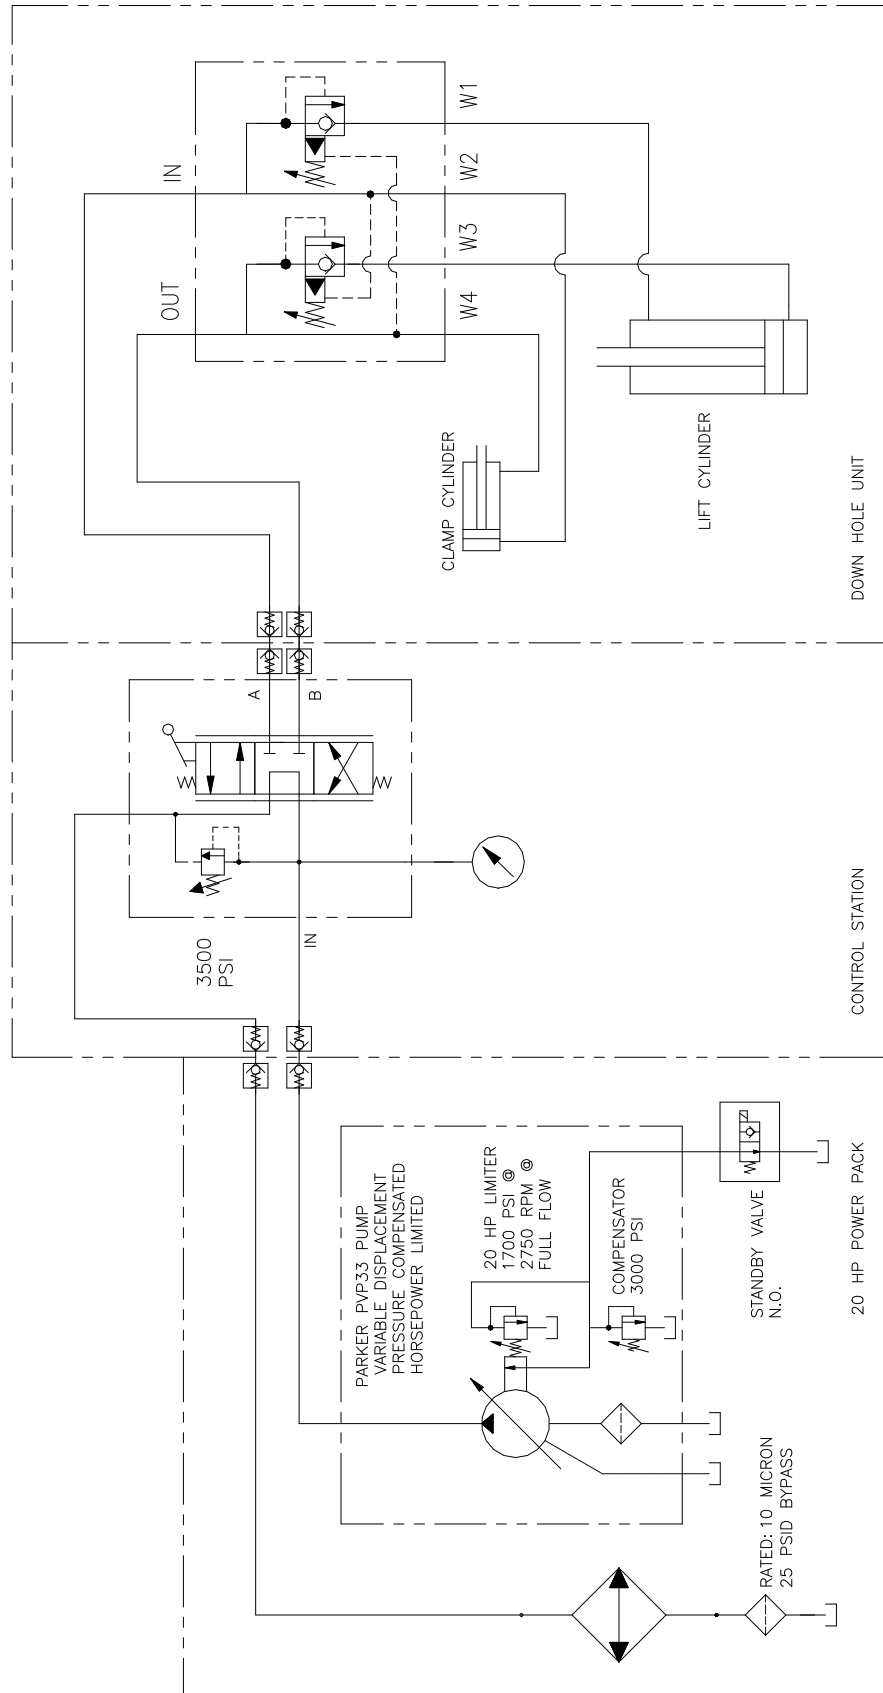 IN
W1
W2
OUT
W3
W4
CLAMP CYLINDER
LIFT CYLINDER
DOWN HOLE UNIT
A
B
3500
PSI
IN
CONTROL STATION
PARKER PVP33 PUMP
VARIABLE DISPLACEMENT
PRESSURE COMPENSATED
HORSEPOWER LIMITED
20 HP LIMITER
1700 PSI @
2750 RPM @
FULL FLOW
COMPENSATOR
3000 PSI
STANDBY VALVE
N.O.
20 HP POWER PACK
RATED: 10 MICRON
25 PSID BYPASS